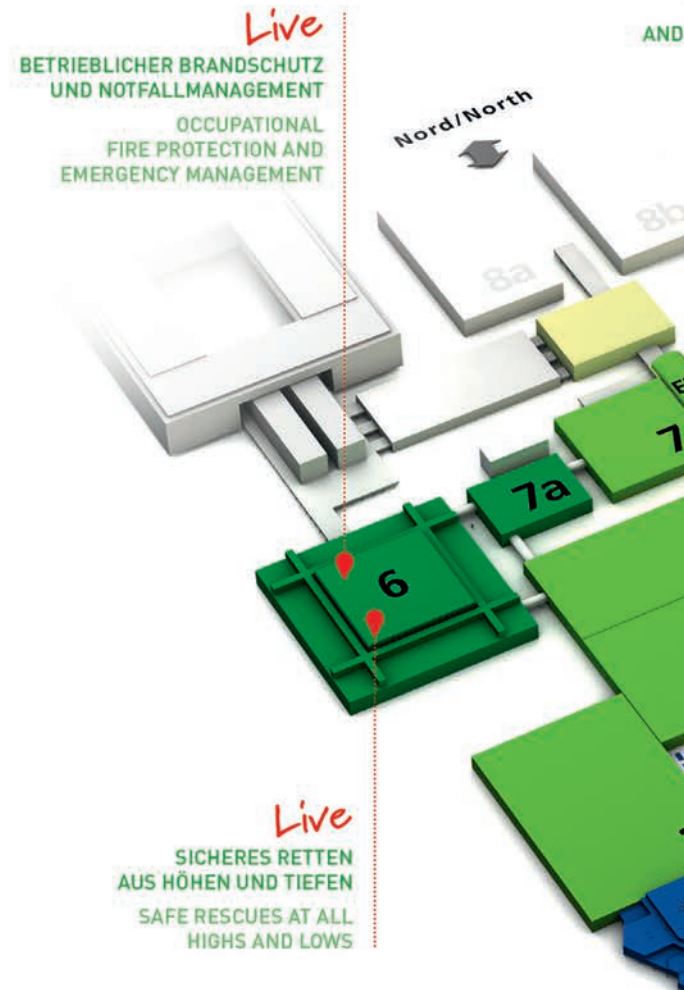 Live
BETRIEBLICHER BRANDSCHUTZ
UND NOTFALLMANAGEMENT
OCCUPATIONAL
FIRE PROTECTION AND
EMERGENCY MANAGEMENT
AND
Nord/North
8b
8a
7
7a
6
Live
SICHERES RETTEN
AUS HÖHEN UND TIEFEN
SAFE RESCUES AT ALL
HIGHS AND LOWS